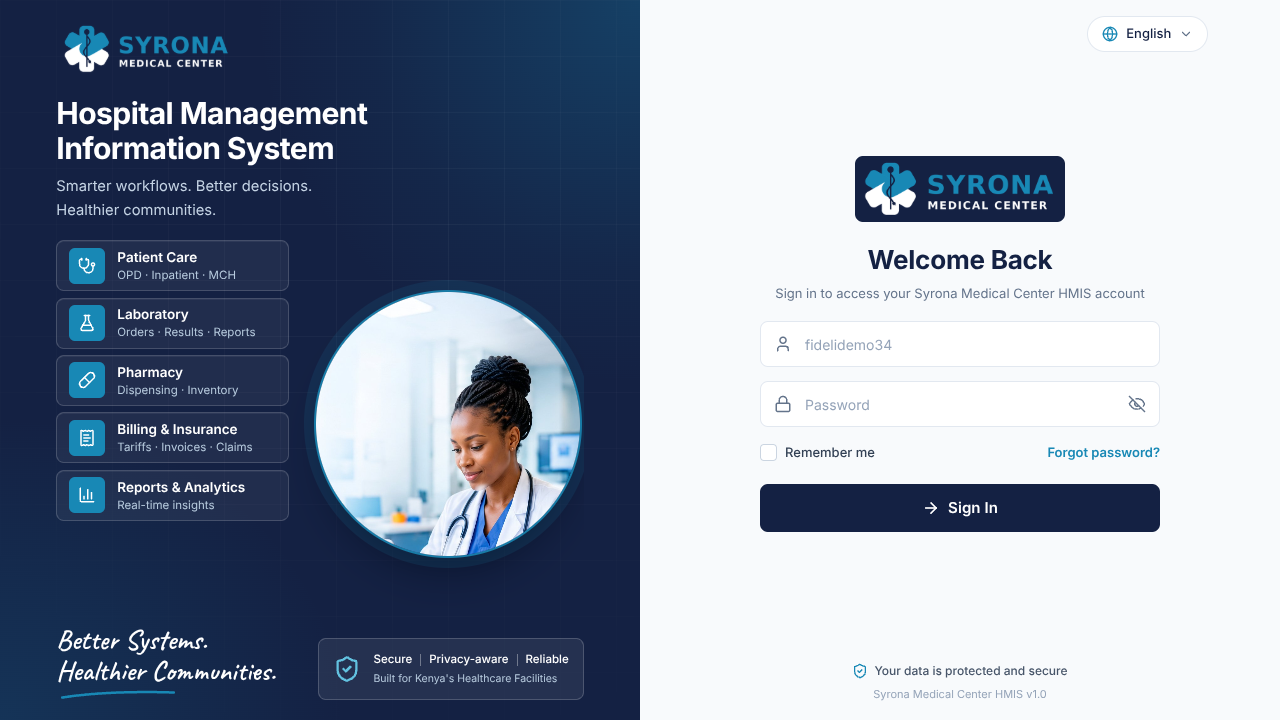 SYRONA
MEDICAL CENTER
Hospital Management
Information System
Smarter workflows. Better decisions.
Healthier communities.
Patient Care
OPD · Inpatient · MCH
Laboratory
Orders · Results · Reports
Pharmacy
Dispensing · Inventory
Billing & Insurance
Tariffs · Invoices · Claims
Reports & Analytics
Real-time insights
Better Systems.
Healthier Communities.
Secure | Privacy-aware | Reliable
Built for Kenya's Healthcare Facilities
English
SYRONA
MEDICAL CENTER
Welcome Back
Sign in to access your Syrona Medical Center HMIS account
fidelidemo34
Password
Remember me
Forgot password?
Sign In
Your data is protected and secure
Syrona Medical Center HMIS v1.0